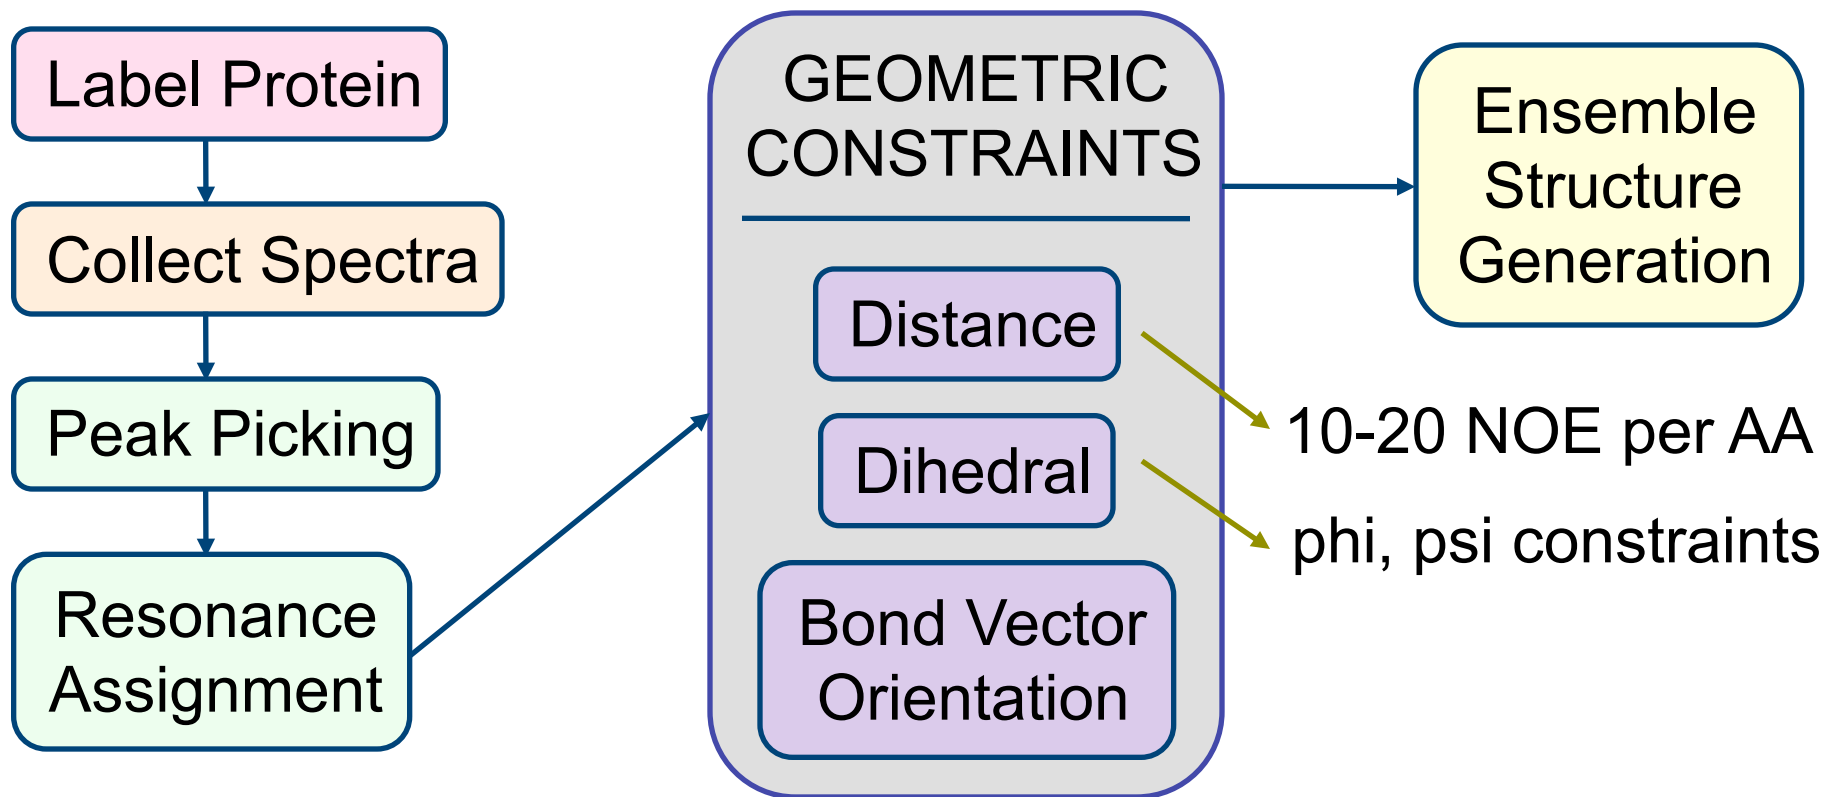 Label Protein
Collect Spectra
Peak Picking
Resonance
Assignment
GEOMETRIC
CONSTRAINTS
Distance
Dihedral
Bond Vector
Orientation
Ensemble
Structure
Generation
10-20 NOE per AA
phi, psi constraints